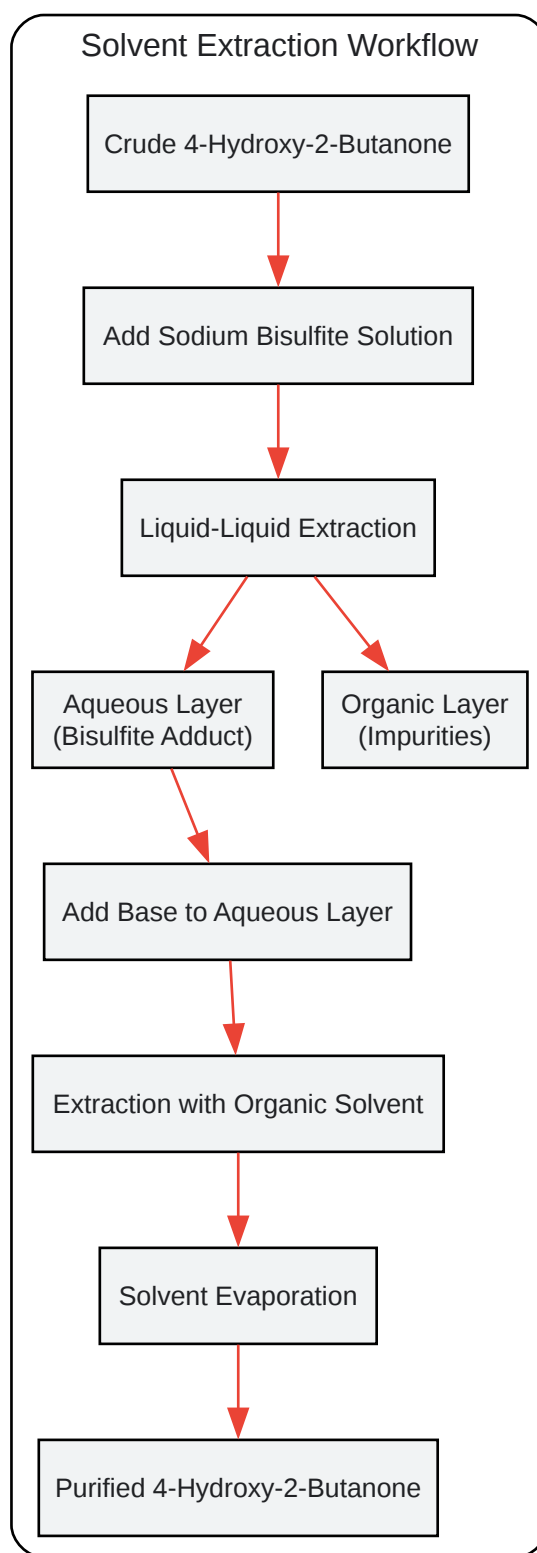 Solvent Extraction Workflow
Crude 4-Hydroxy-2-Butanone
Add Sodium Bisulfite Solution
Liquid-Liquid Extraction
Aqueous Layer
(Bisulfite Adduct)
Organic Layer
(Impurities)
Add Base to Aqueous Layer
Extraction with Organic Solvent
Solvent Evaporation
Purified 4-Hydroxy-2-Butanone